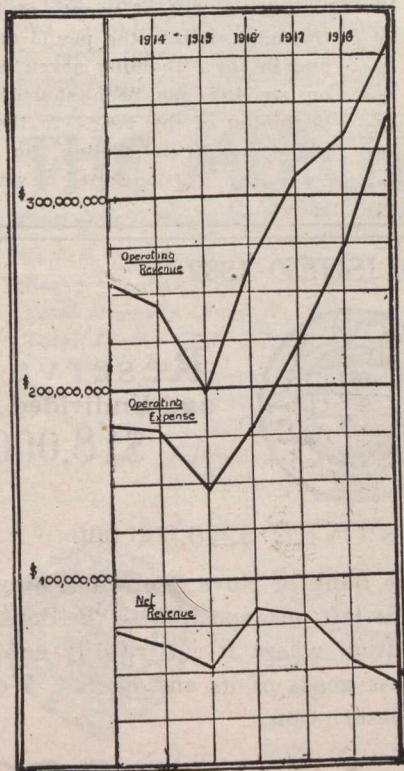 1914 1915 1916 1917 1918
$300,000,000
Operating
Revenue
$200,000,000
Operating
Expense
$100,000,000
Net
Revenue